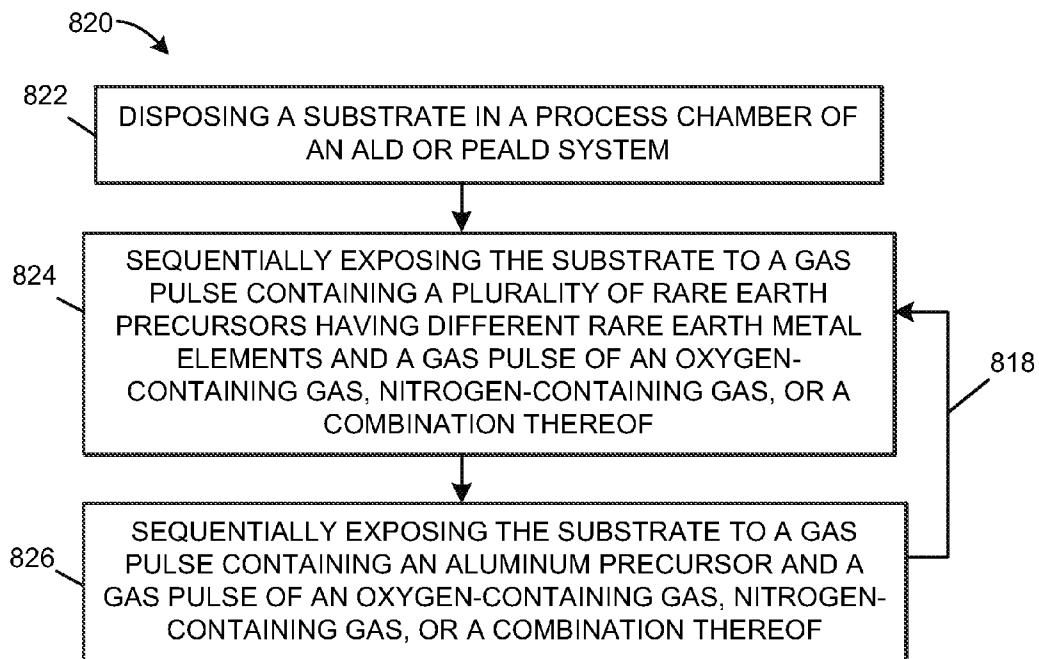 820
822
DISPOSING A SUBSTRATE IN A PROCESS CHAMBER OF
AN ALD OR PEALD SYSTEM
824
SEQUENTIALLY EXPOSING THE SUBSTRATE TO A GAS
PULSE CONTAINING A PLURALITY OF RARE EARTH
PRECURSORS HAVING DIFFERENT RARE EARTH METAL
ELEMENTS AND A GAS PULSE OF AN OXYGEN-
CONTAINING GAS, NITROGEN-CONTAINING GAS, OR A
COMBINATION THEREOF
818
826
SEQUENTIALLY EXPOSING THE SUBSTRATE TO A GAS
PULSE CONTAINING AN ALUMINUM PRECURSOR AND A
GAS PULSE OF AN OXYGEN-CONTAINING GAS, NITROGEN-
CONTAINING GAS, OR A COMBINATION THEREOF